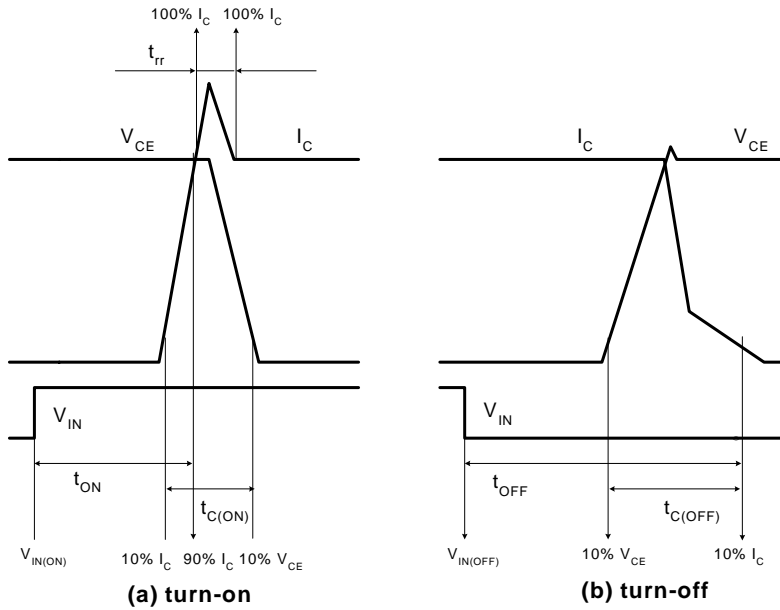 100% I_C 100% I_C
t_rr
V_CE I_C
I_C V_CE
V_IN
V_IN
t_ON
t_OFF
t_C(ON)
t_C(OFF)
V_IN(ON) 10% I_C 90% I_C 10% V_CE
V_IN(OFF) 10% V_CE 10% I_C
(a) turn-on
(b) turn-off